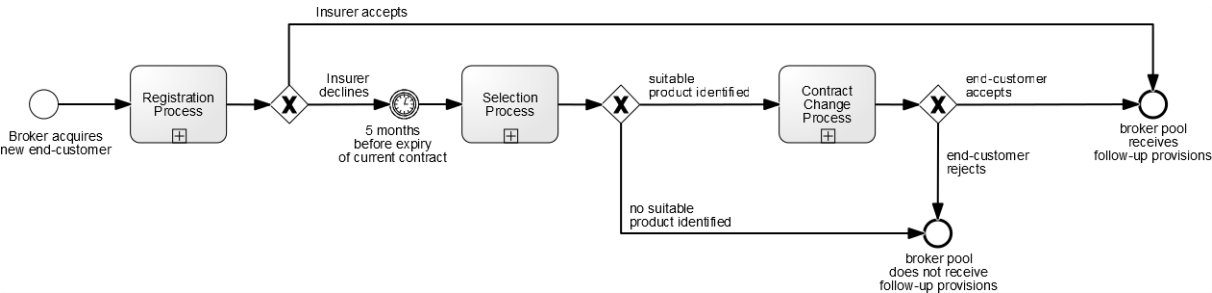 Insurer accepts
Broker acquires
new end-customer
Registration
Process
X
Insurer
declines
5 months
before expiry
of current contract
Selection
Process
X
suitable
product identified
no suitable
product identified
Contract
Change
Process
X
end-customer
accepts
end-customer
rejects
broker pool
receives
follow-up provisions
broker pool
does not receive
follow-up provisions